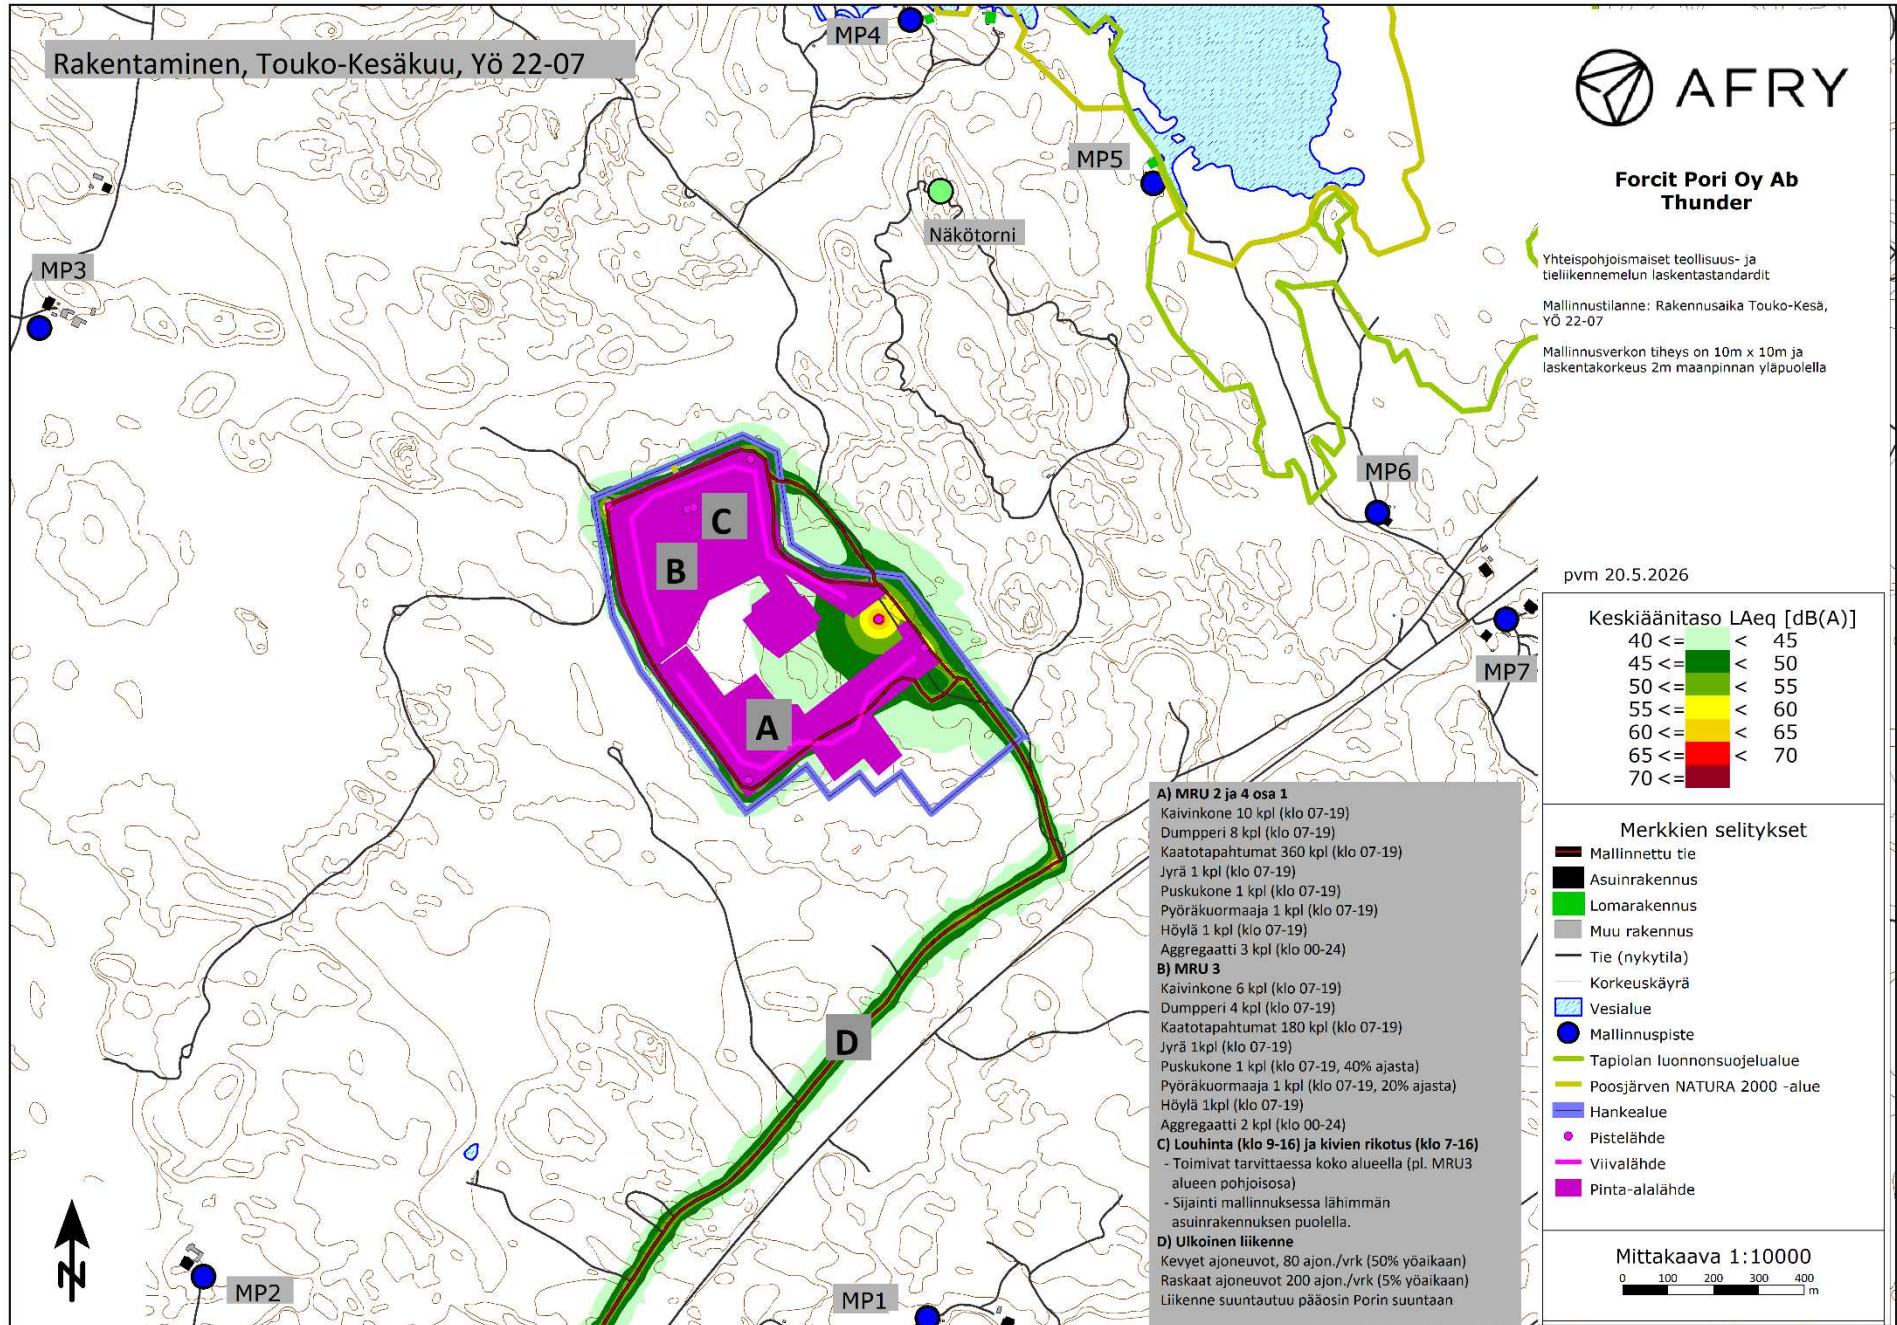 Rakentaminen, Touko-Kesäkuu, Yö 22-07
MP4
MP5
Näkötorni
MP3
MP6
MP7
C
B
A
D
MP2
MP1
N
AFRY
Forcit Pori Oy Ab
Thunder
Yhteispohjoismaiset teollisuus- ja
tieliikennemelun laskentastandardit
Mallinnustilanne: Rakennusaika Touko-Kesä,
YÖ 22-07
Mallinnusverkon tiheys on 10m x 10m ja
laskentakorkeus 2m maanpinnan yläpuolella
pvm 20.5.2026
Keskiäänitaso LAeq [dB(A)]
40 <= < 45
45 <= < 50
50 <= < 55
55 <= < 60
60 <= < 65
65 <= < 70
70 <=
Merkkien selitykset
Mallinnettu tie
Asuinrakennus
Lomarakennus
Muu rakennus
Tie (nykytila)
Korkeuskäyrä
Vesialue
Mallinnuspiste
Tapiolan luonnonsuojelualue
Poosjärven NATURA 2000 -alue
Hankealue
Pistelähde
Viivalähde
Pinta-alalähde
Mittakaava 1:10000
0 100 200 300 400
m
A) MRU 2 ja 4 osa 1
Kaivinkone 10 kpl (klo 07-19)
Dumpperi 8 kpl (klo 07-19)
Kaatotapahtumat 360 kpl (klo 07-19)
Jyrä 1 kpl (klo 07-19)
Puskukone 1 kpl (klo 07-19)
Pyöräkuormaaja 1 kpl (klo 07-19)
Höylä 1 kpl (klo 07-19)
Aggregaatti 3 kpl (klo 00-24)
B) MRU 3
Kaivinkone 6 kpl (klo 07-19)
Dumpperi 4 kpl (klo 07-19)
Kaatotapahtumat 180 kpl (klo 07-19)
Jyrä 1kpl (klo 07-19)
Puskukone 1 kpl (klo 07-19, 40% ajasta)
Pyöräkuormaaja 1 kpl (klo 07-19, 20% ajasta)
Höylä 1kpl (klo 07-19)
Aggregaatti 2 kpl (klo 00-24)
C) Louhinta (klo 9-16) ja kivien rikotus (klo 7-16)
- Toimivat tarvittaessa koko alueella (pl. MRU3
alueen pohjoisosa)
- Sijainti mallinnuksessa lähimmän
asuinrakennuksen puolella.
D) Ulkoinen liikenne
Kevyet ajoneuvot, 80 ajon./vrk (50% yöaikaan)
Raskaat ajoneuvot 200 ajon./vrk (5% yöaikaan)
Liikenne suuntautuu pääosin Porin suuntaan